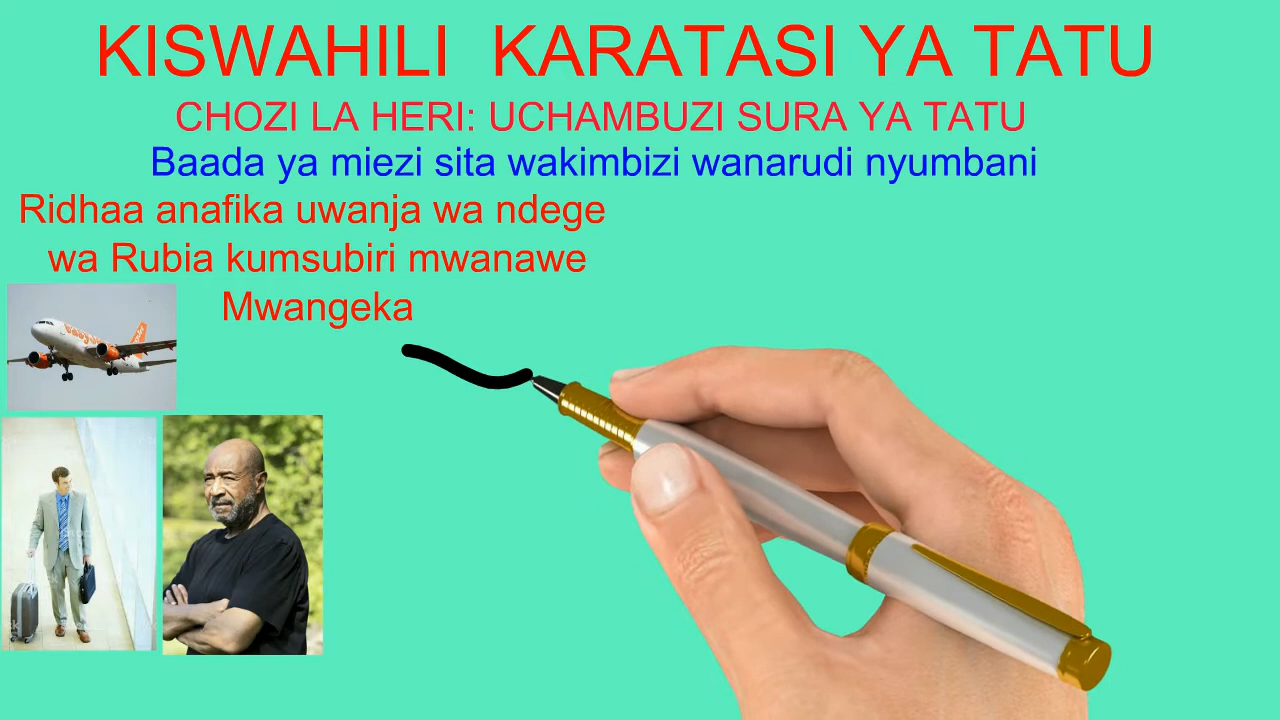 KISWAHILI KARATASI YA TATU
CHOZI LA HERI: UCHAMBUZI SURA YA TATU
Baada ya miezi sita wakimbizi wanarudi nyumbani
Ridhaa anafika uwanja wa ndege
wa Rubia kumsubiri mwanawe
Mwangeka